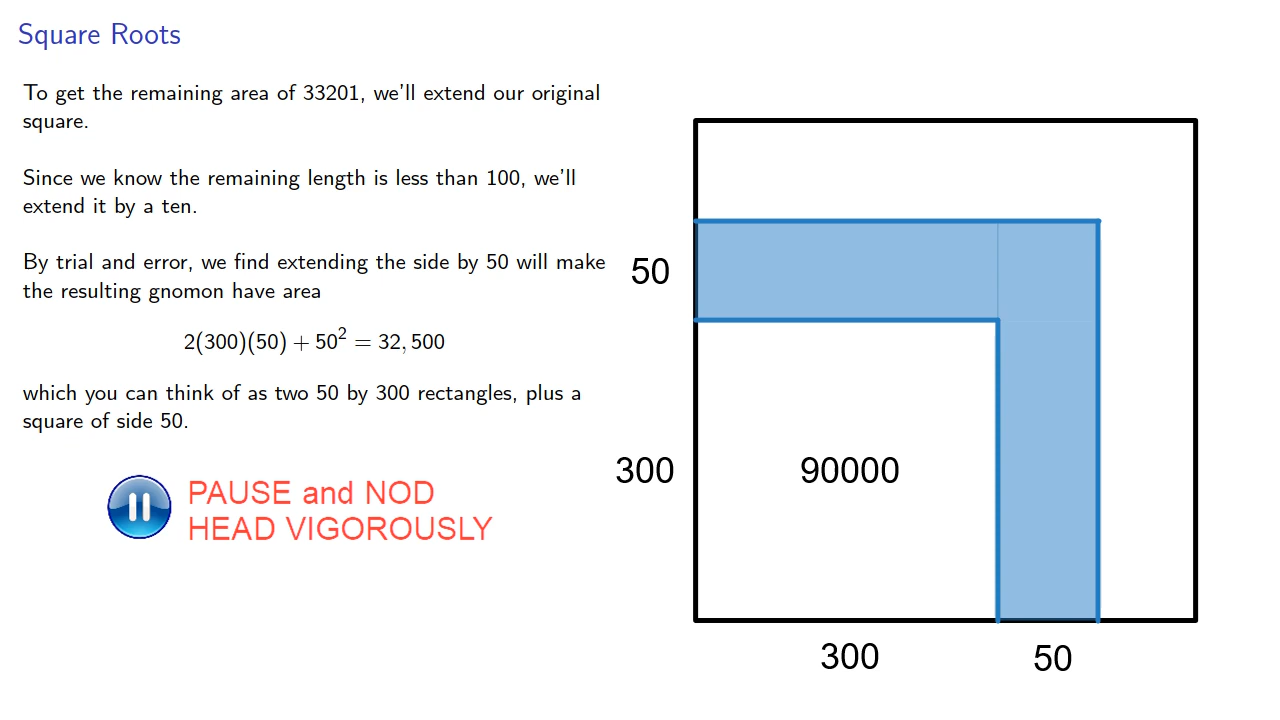 Square Roots
To get the remaining area of 33201, we'll extend our original
square.
Since we know the remaining length is less than 100, we'll
extend it by a ten.
By trial and error, we find extending the side by 50 will make
the resulting gnomon have area
2(300)(50) + 50² = 32, 500
which you can think of as two 50 by 300 rectangles, plus a
square of side 50.
PAUSE and NOD
HEAD VIGOROUSLY
50
300
90000
300
50